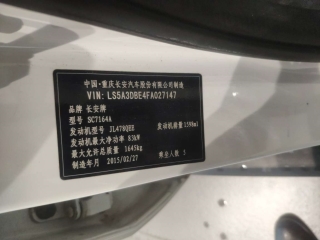 中国·重庆长安汽车股份有限公司制造
VIN: LS5A3DBE4FA027147
品牌 长安牌
型号 SC7164A
发动机型号 JL478QEE 发动机排量 1598ml
发动机最大净功率 83kW
最大允许总质量 1645kg
制造年月 2015/02/27 乘坐人数 5